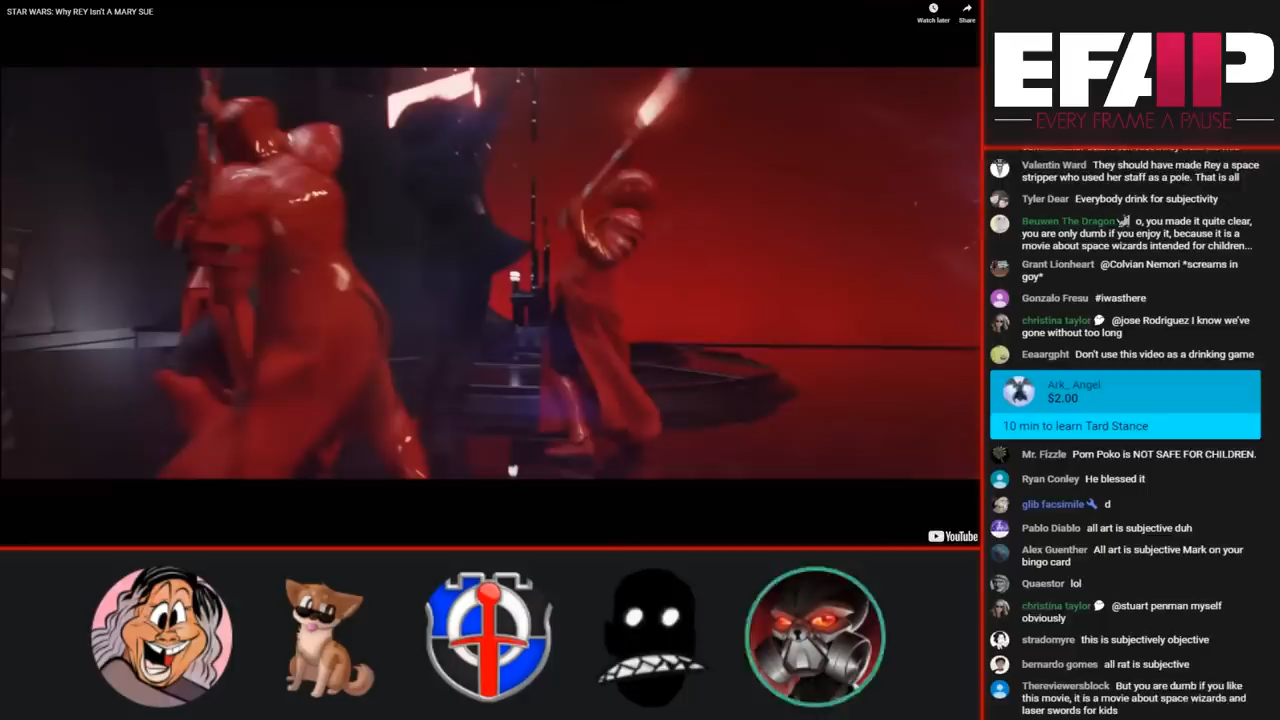 STAR WARS: Why REY Isn't A MARY SUE
Watch later
Share
YouTube
EFAP
EVERY FRAME A PAUSE
Valentin Ward They should have made Rey a space
stripper who used her staff as a pole. That is all
Tyler Dear Everybody drink for subjectivity
Beuwen The Dragon o, you made it quite clear,
you are only dumb if you enjoy it, because it is a
movie about space wizards intended for children...
Grant Lionheart @Colvian Nemori *screams in
goy*
Gonzalo Fresu #iwasthere
christina taylor @jose Rodriguez I know we've
gone without too long
Eeaargpht Don't use this video as a drinking game
Ark_ Angel
$2.00
10 min to learn Tard Stance
Mr. Fizzle Pom Poko is NOT SAFE FOR CHILDREN.
Ryan Conley He blessed it
glib facsimile d
Pablo Diablo all art is subjective duh
Alex Guenther All art is subjective Mark on your
bingo card
Quaestor lol
christina taylor @stuart penman myself
obviously
stradomyre this is subjectively objective
bernardo gomes all rat is subjective
Thereviewersblock But you are dumb if you like
this movie, it is a movie about space wizards and
laser swords for kids